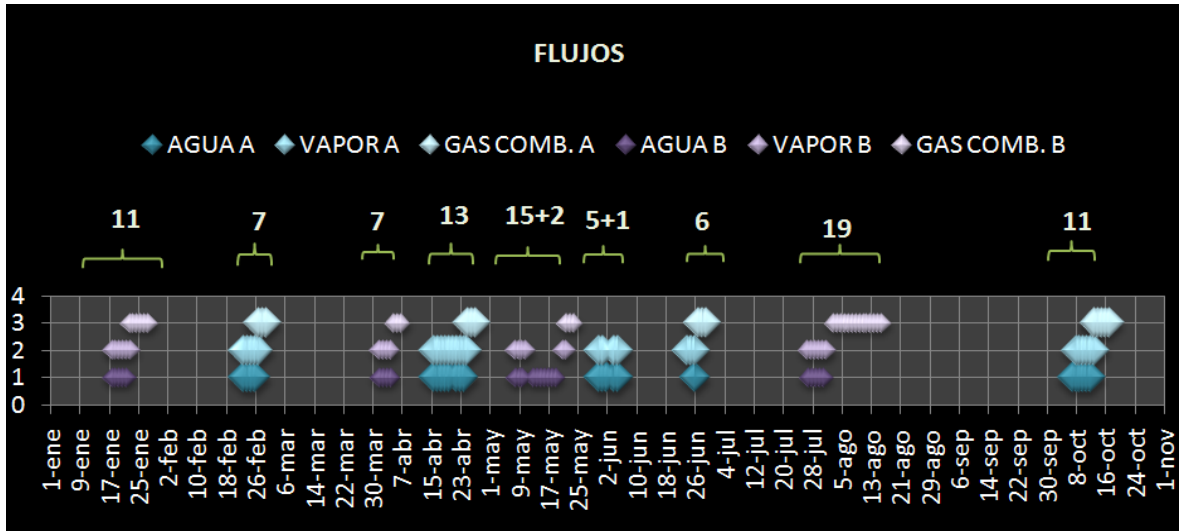 FLUJOS
AGUA A VAPOR A GAS COMB. A AGUA B VAPOR B GAS COMB. B
11 7 7 13 15+2 5+1 6 19 11
4
3
2
1
0
1-ene 9-ene 17-ene 25-ene 2-feb 10-feb 18-feb 26-feb 6-mar 14-mar 22-mar 30-mar 7-abr 15-abr 23-abr 1-may 9-may 17-may 25-may 2-jun 10-jun 18-jun 26-jun 4-jul 12-jul 20-jul 28-jul 5-ago 13-ago 21-ago 29-ago 6-sep 14-sep 22-sep 30-sep 8-oct 16-oct 24-oct 1-nov